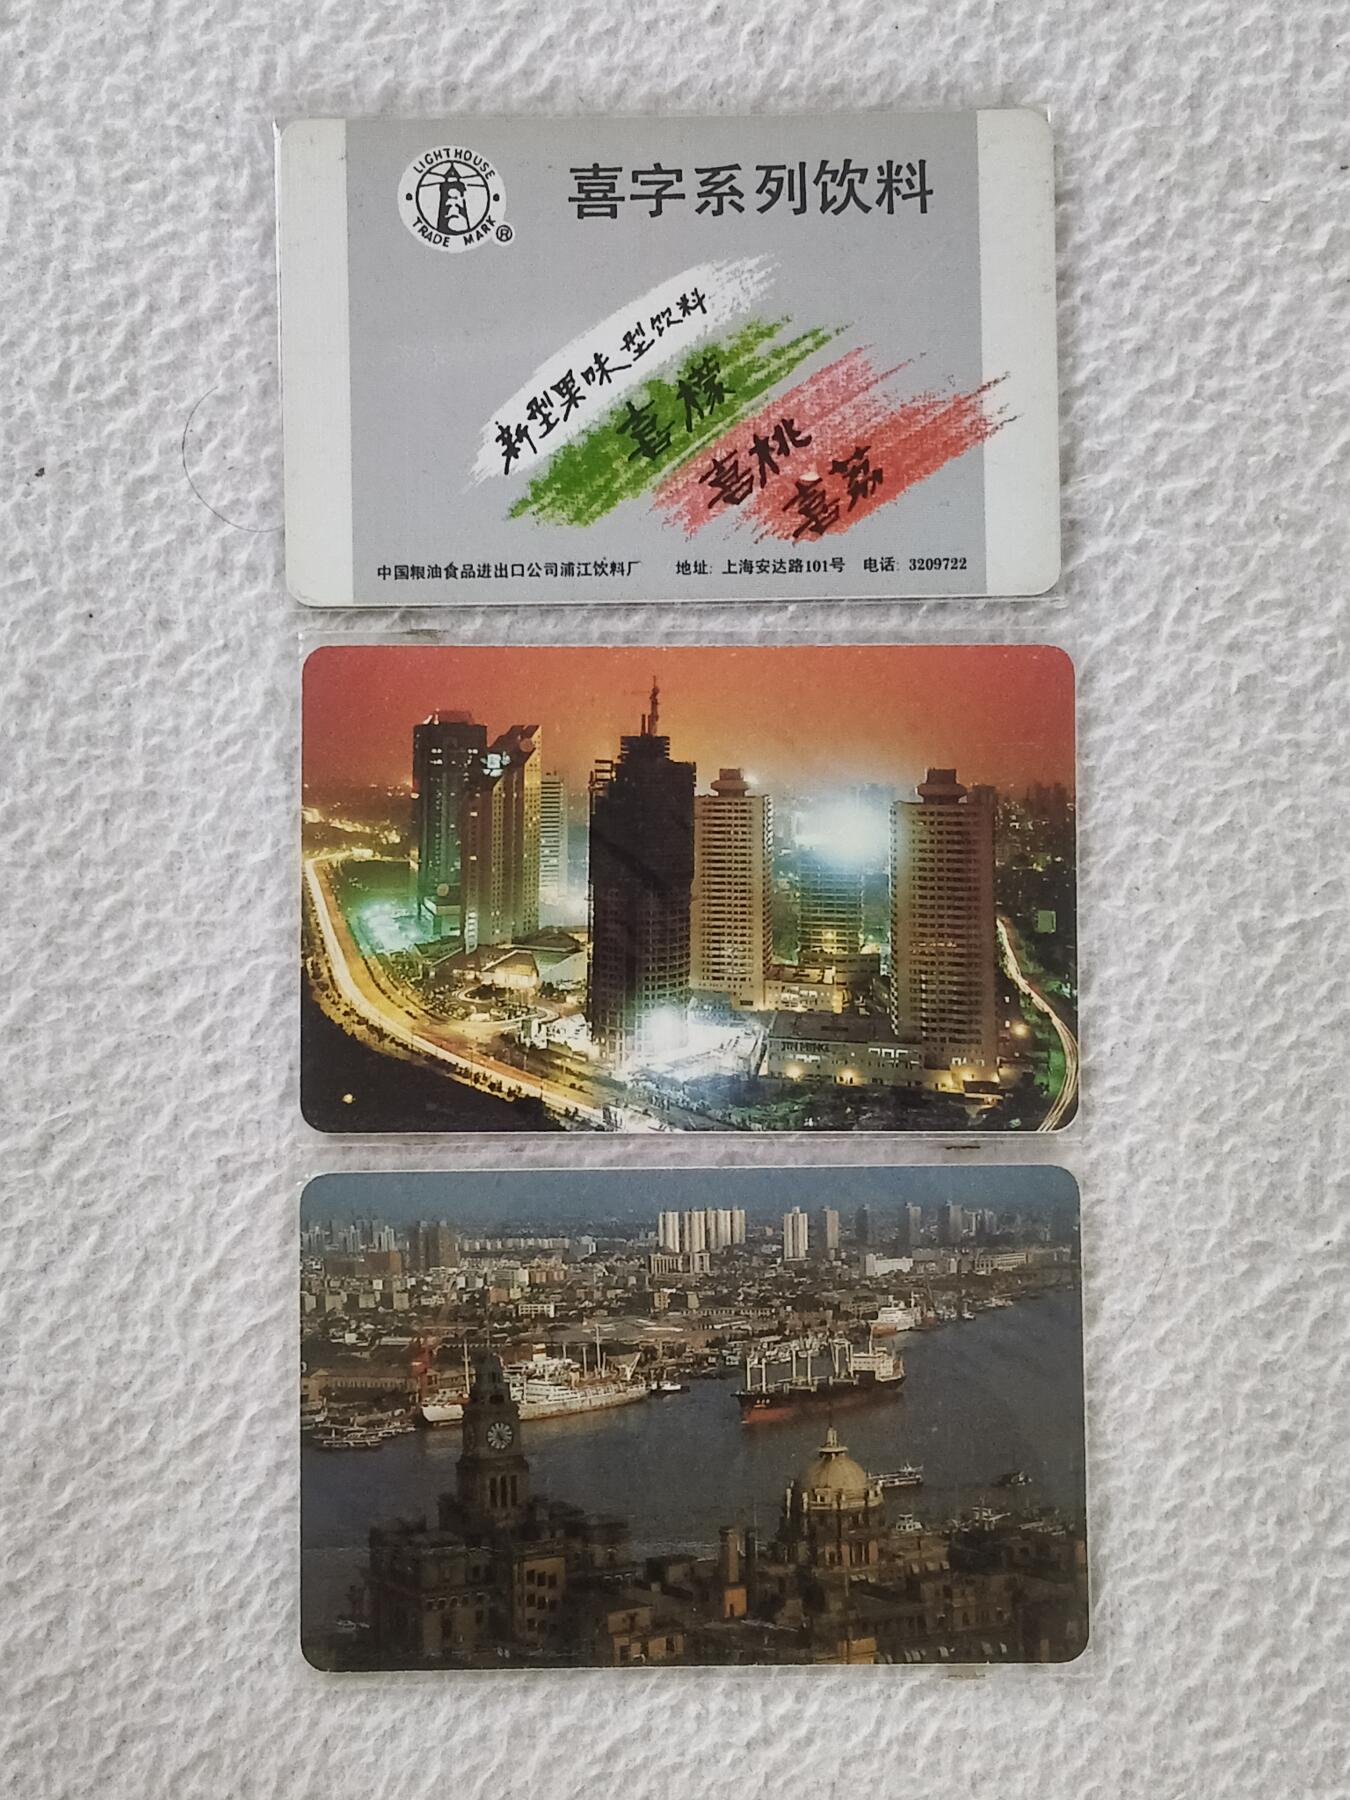 LIGHTHOUSE
TRADE MARK ®
喜字系列饮料
新型果味型饮料
喜檬
喜桃
喜荔
中国粮油食品进出口公司浦江饮料厂 地址: 上海安达路101号 电话: 3209722
JIN MING